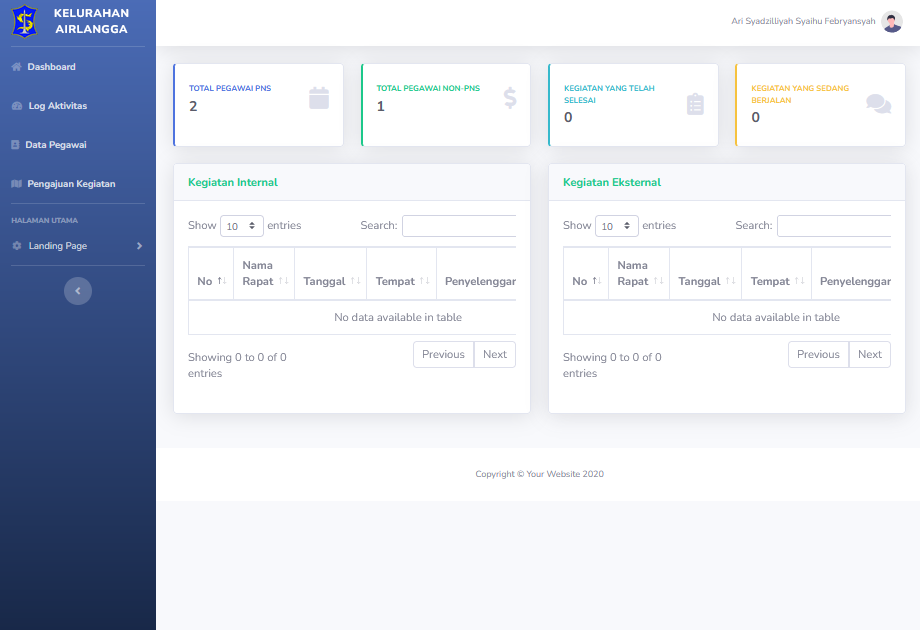 KELURAHAN
AIRLANGGA
Dashboard
Log Aktivitas
Data Pegawai
Pengajuan Kegiatan
HALAMAN UTAMA
Landing Page
Ari Syadzilliyah Syaihu Febryansyah
TOTAL PEGAWAI PNS
2
TOTAL PEGAWAI NON-PNS
1
KEGIATAN YANG TELAH
SELESAI
0
KEGIATAN YANG SEDANG
BERJALAN
0
Kegiatan Internal
Show 10 entries
Search:
No
Nama
Rapat
Tanggal
Tempat
Penyelenggar
No data available in table
Showing 0 to 0 of 0
entries
Previous
Next
Kegiatan Eksternal
Show 10 entries
Search:
No
Nama
Rapat
Tanggal
Tempat
Penyelenggar
No data available in table
Showing 0 to 0 of 0
entries
Previous
Next
Copyright © Your Website 2020